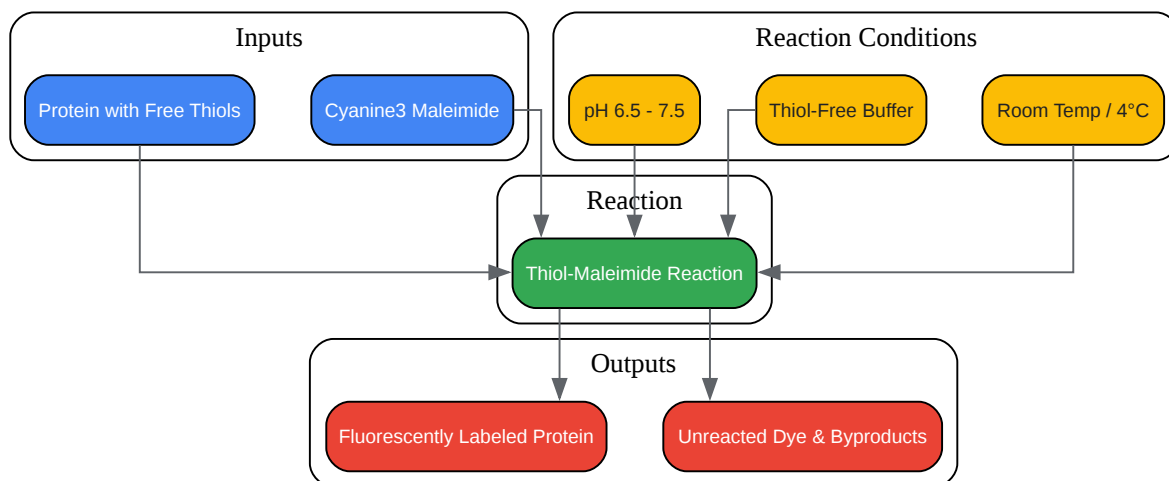 Inputs
Reaction Conditions
Protein with Free Thiols
Cyanine3 Maleimide
pH 6.5 - 7.5
Thiol-Free Buffer
Room Temp / 4°C
Reaction
Thiol-Maleimide Reaction
Outputs
Fluorescently Labeled Protein
Unreacted Dye & Byproducts